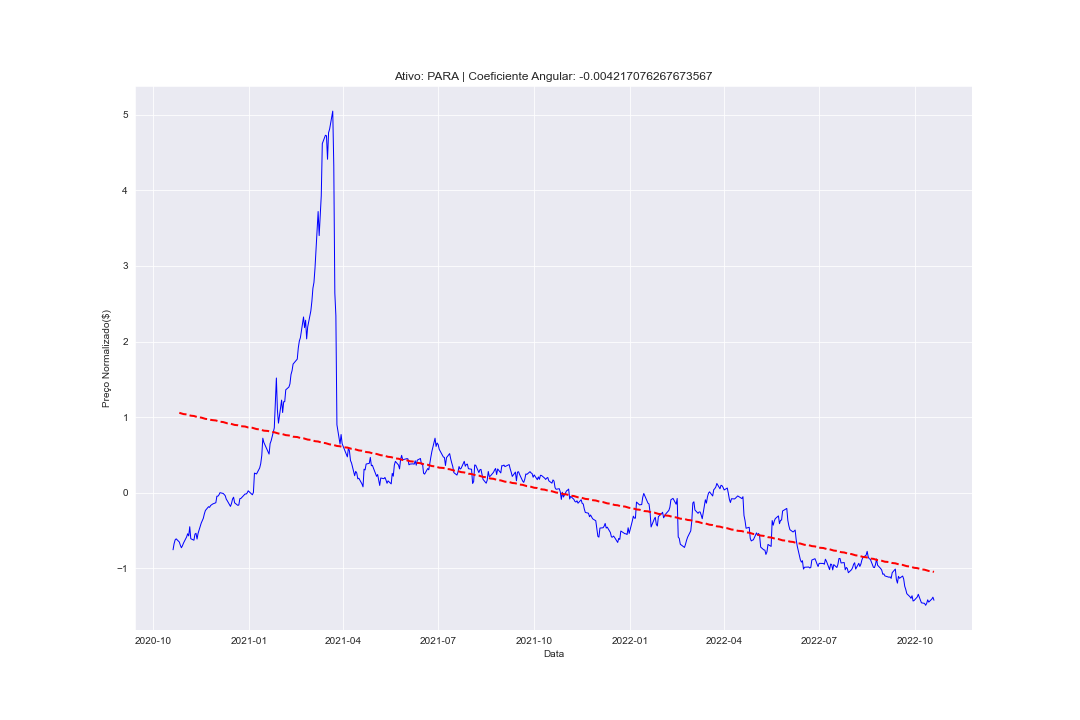 Ativo: PARA | Coeficiente Angular: -0.004217076267673567
5
4
3
2
1
0
−1
Preço Normalizado($)
2020-10 2021-01 2021-04 2021-07 2021-10 2022-01 2022-04 2022-07 2022-10
Data